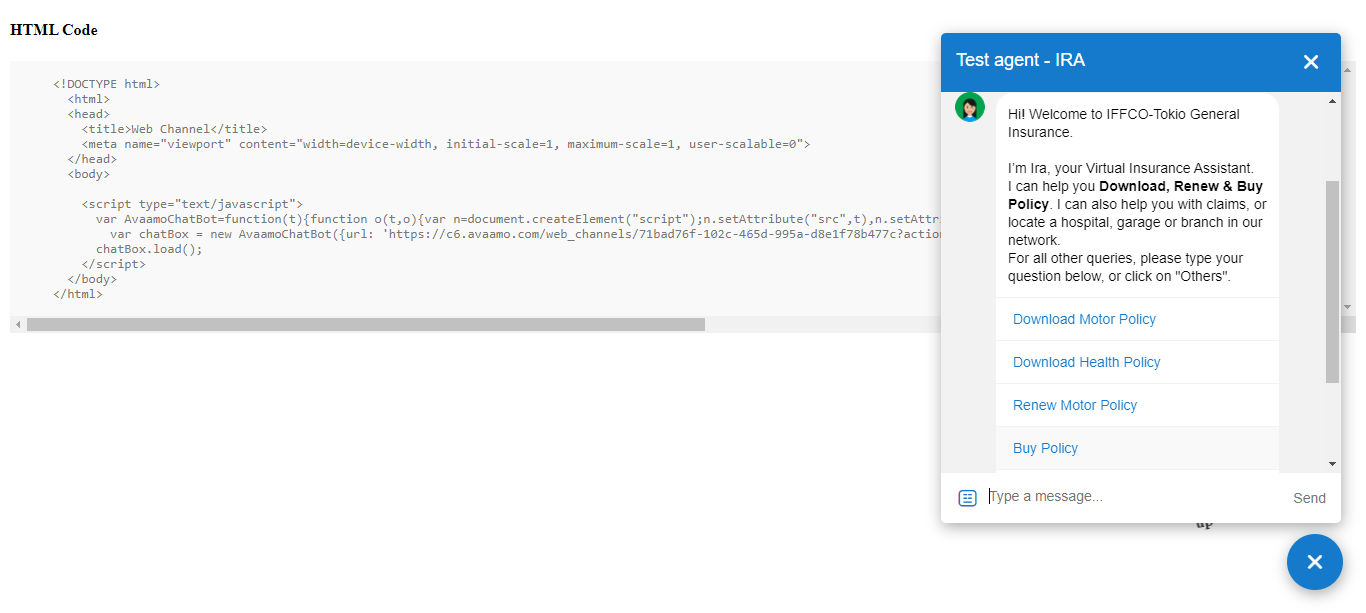 HTML Code
<!DOCTYPE html>
<html>
<head>
<title>Web Channel</title>
<meta name="viewport" content="width=device-width, initial-scale=1, maximum-scale=1, user-scalable=0">
</head>
<body>
<script type="text/javascript">
var AvaamoChatBot=function(t){function o(t,o){var n=document.createElement("script");n.setAttribute("src",t),n.setAttri
var chatBox = new AvaamoChatBot({url: 'https://c6.avaamo.com/web_channels/71bad76f-102c-465d-995a-d8e1f78b477c?action
chatBox.load();
</script>
</body>
</html>
Test agent - IRA
Hi! Welcome to IFFCO-Tokio General
Insurance.
I’m Ira, your Virtual Insurance Assistant.
I can help you Download, Renew & Buy
Policy. I can also help you with claims, or
locate a hospital, garage or branch in our
network.
For all other queries, please type your
question below, or click on "Others".
Download Motor Policy
Download Health Policy
Renew Motor Policy
Buy Policy
Type a message...
Send